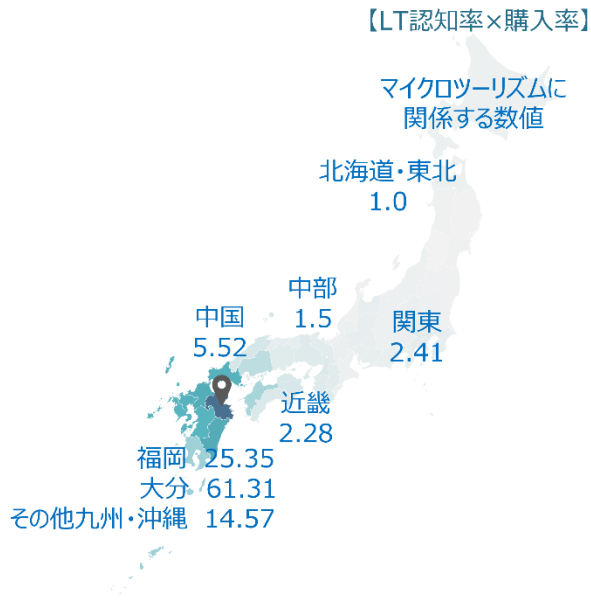 【LT認知率×購入率】
マイクロツーリズムに
関係する数値
北海道・東北
1.0
中部
1.5
中国
5.52
関東
2.41
近畿
2.28
福岡 25.35
大分 61.31
その他九州・沖縄 14.57